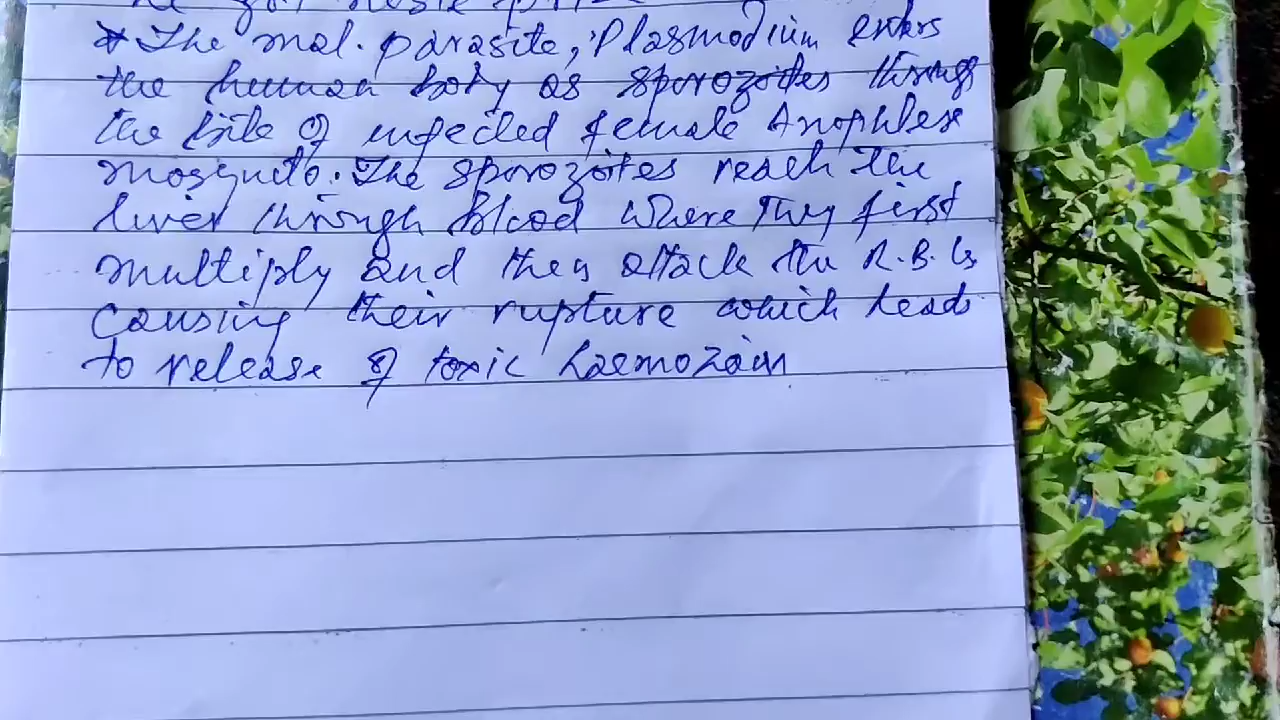 * The mal. parasite, Plasmodium enters
the human body as sporozoites through
the bite of infected female Anopheles
mosquito. The sporozoites reach the
liver through blood where they first
multiply and then attack the R.B.Cs
causing their rupture which leads
to release of toxic haemozoin